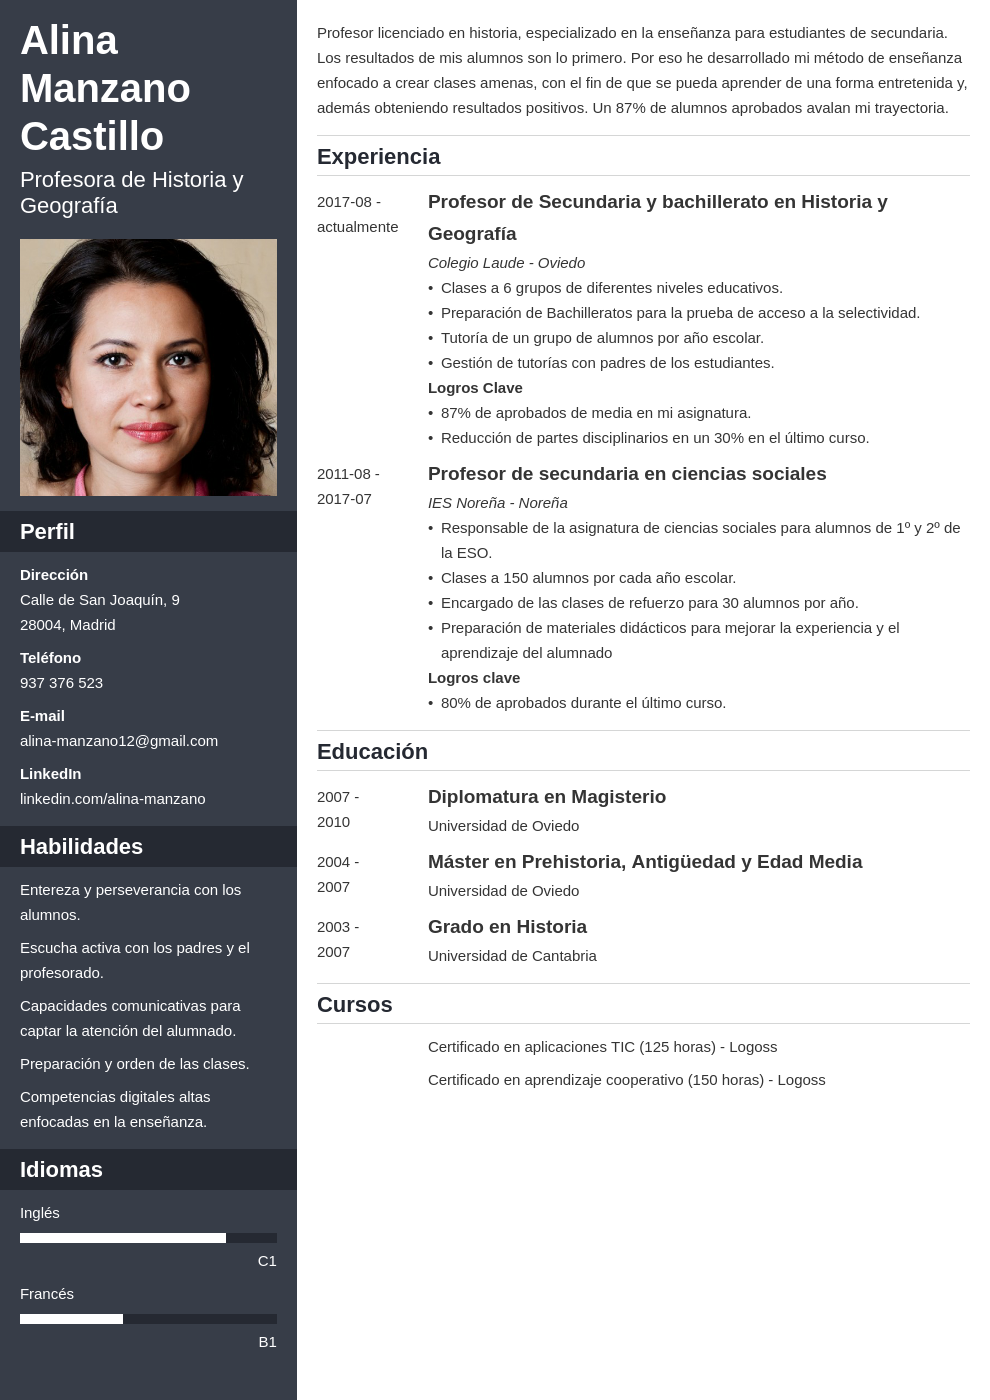 Alina
Manzano
Castillo
Profesora de Historia y
Geografía
Perfil
Dirección
Calle de San Joaquín, 9
28004, Madrid
Teléfono
937 376 523
E-mail
alina-manzano12@gmail.com
LinkedIn
linkedin.com/alina-manzano
Habilidades
Entereza y perseverancia con los
alumnos.
Escucha activa con los padres y el
profesorado.
Capacidades comunicativas para
captar la atención del alumnado.
Preparación y orden de las clases.
Competencias digitales altas
enfocadas en la enseñanza.
Idiomas
Inglés
C1
Francés
B1
Profesor licenciado en historia, especializado en la enseñanza para estudiantes de secundaria.
Los resultados de mis alumnos son lo primero. Por eso he desarrollado mi método de enseñanza
enfocado a crear clases amenas, con el fin de que se pueda aprender de una forma entretenida y,
además obteniendo resultados positivos. Un 87% de alumnos aprobados avalan mi trayectoria.
Experiencia
2017-08 -
actualmente
Profesor de Secundaria y bachillerato en Historia y
Geografía
Colegio Laude - Oviedo
• Clases a 6 grupos de diferentes niveles educativos.
• Preparación de Bachilleratos para la prueba de acceso a la selectividad.
• Tutoría de un grupo de alumnos por año escolar.
• Gestión de tutorías con padres de los estudiantes.
Logros Clave
• 87% de aprobados de media en mi asignatura.
• Reducción de partes disciplinarios en un 30% en el último curso.
2011-08 -
2017-07
Profesor de secundaria en ciencias sociales
IES Noreña - Noreña
• Responsable de la asignatura de ciencias sociales para alumnos de 1º y 2º de
la ESO.
• Clases a 150 alumnos por cada año escolar.
• Encargado de las clases de refuerzo para 30 alumnos por año.
• Preparación de materiales didácticos para mejorar la experiencia y el
aprendizaje del alumnado
Logros clave
• 80% de aprobados durante el último curso.
Educación
2007 -
2010
Diplomatura en Magisterio
Universidad de Oviedo
2004 -
2007
Máster en Prehistoria, Antigüedad y Edad Media
Universidad de Oviedo
2003 -
2007
Grado en Historia
Universidad de Cantabria
Cursos
Certificado en aplicaciones TIC (125 horas) - Logoss
Certificado en aprendizaje cooperativo (150 horas) - Logoss